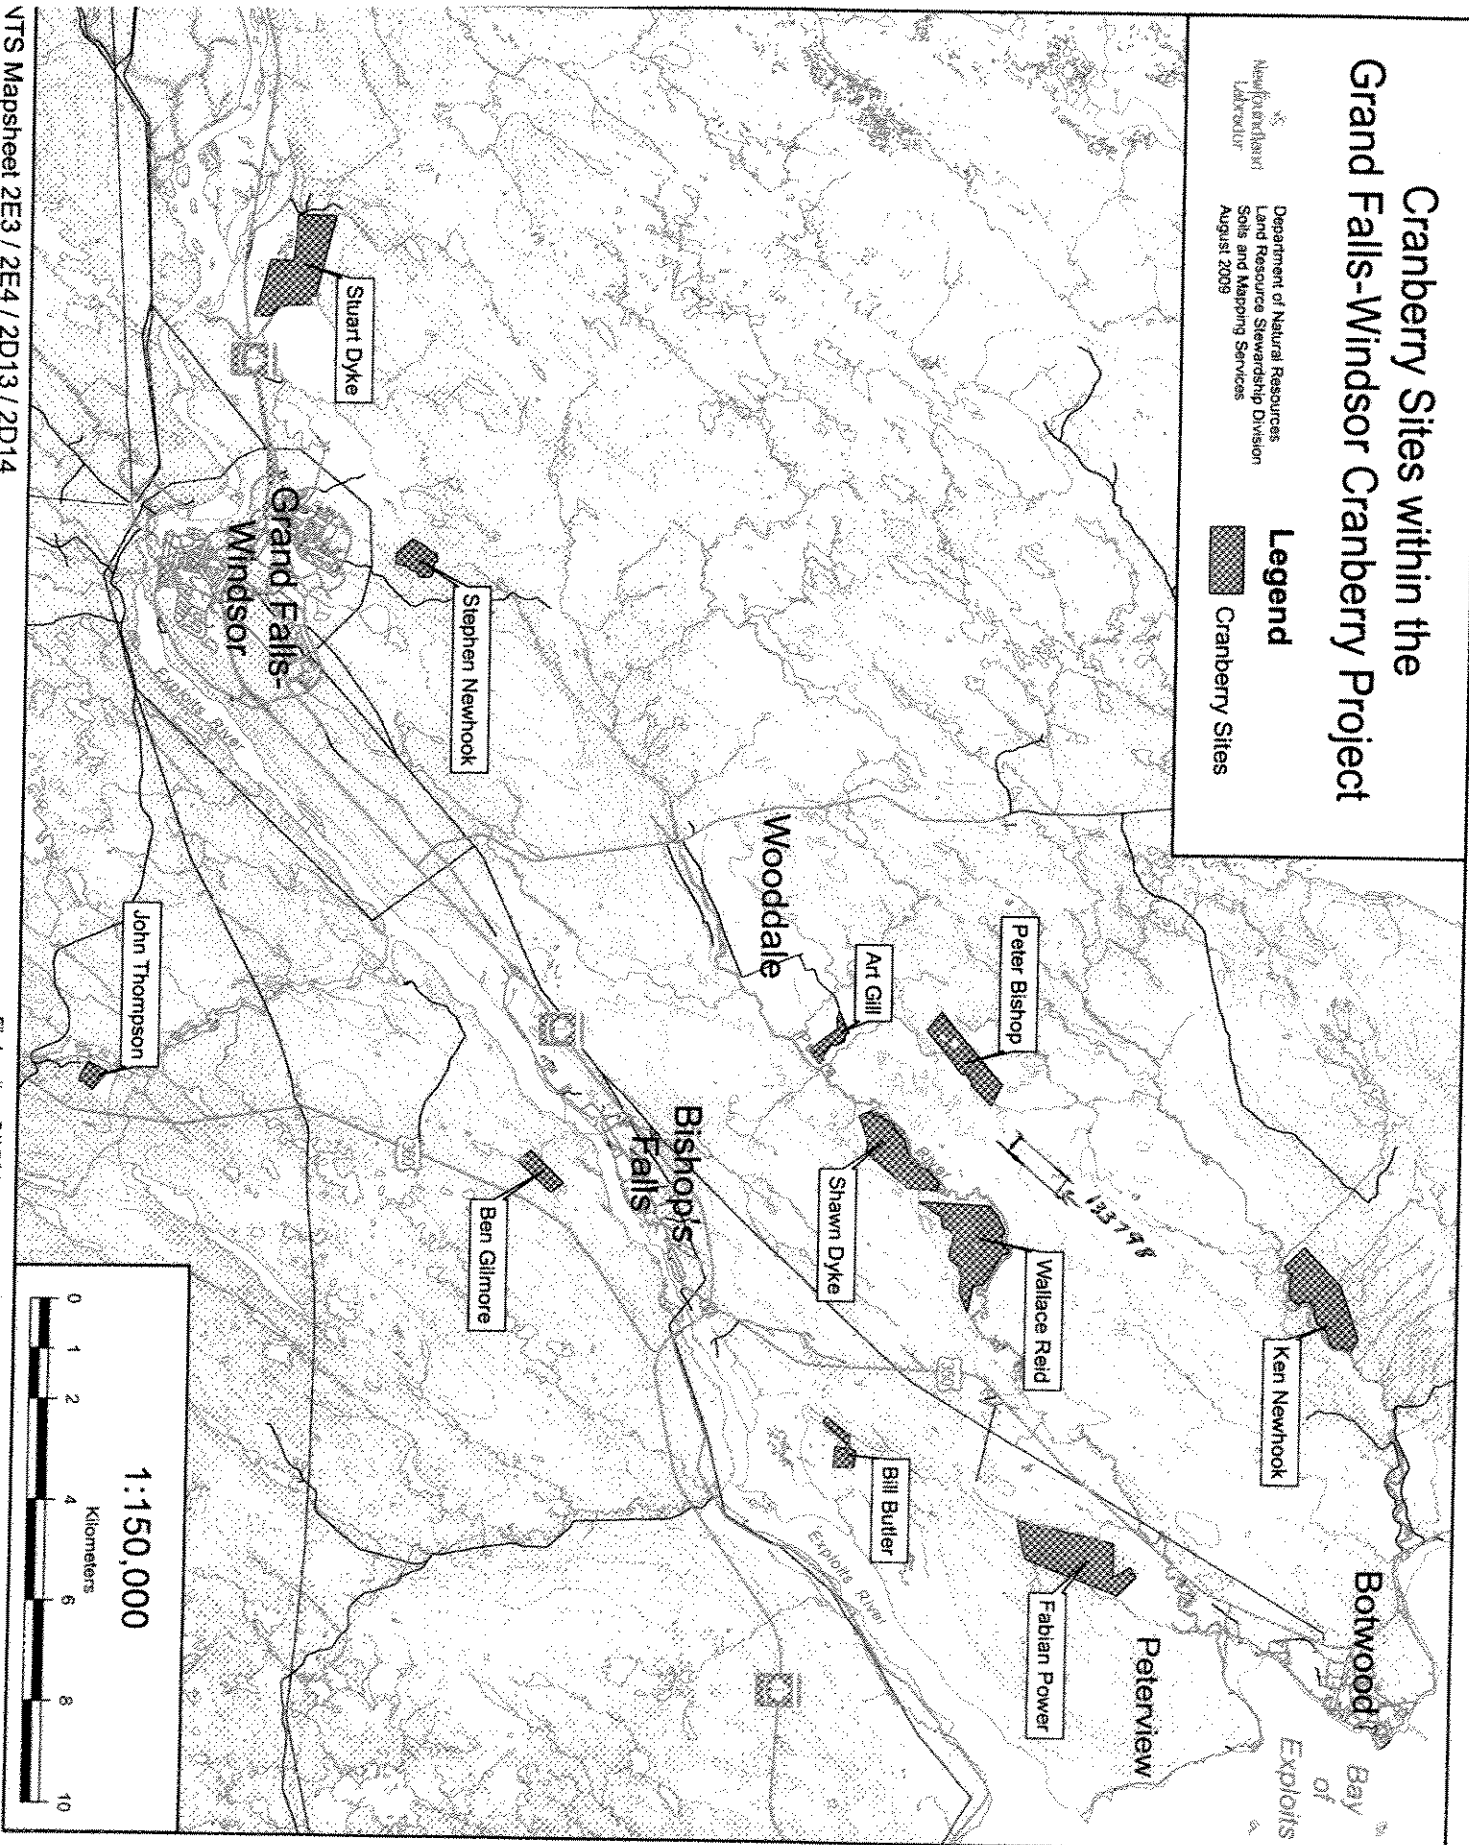 Cranberry Sites within the
Grand Falls-Windsor Cranberry Project
Newfoundland
Labrador
Department of Natural Resources
Land Resource Stewardship Division
Soils and Mapping Services
August 2009
Legend
Cranberry Sites
Ken Newhook
Botwood
Bay
of
Exploits
Peter Bishop
133798
Wallace Reid
Peterview
Art Gill
Shawn Dyke
350
Fabian Power
Wooddale
Bill Butler
Exploits River
Bishop's
Falls
Stephen Newhook
Ben Gilmore
Stuart Dyke
360
Grand Falls-
Windsor
Exploits River
John Thompson
1:150,000
Kilometers
0 1 2 4 6 8 10
NTS Mapsheet 2E3 / 2E4 / 2D13 / 2D14